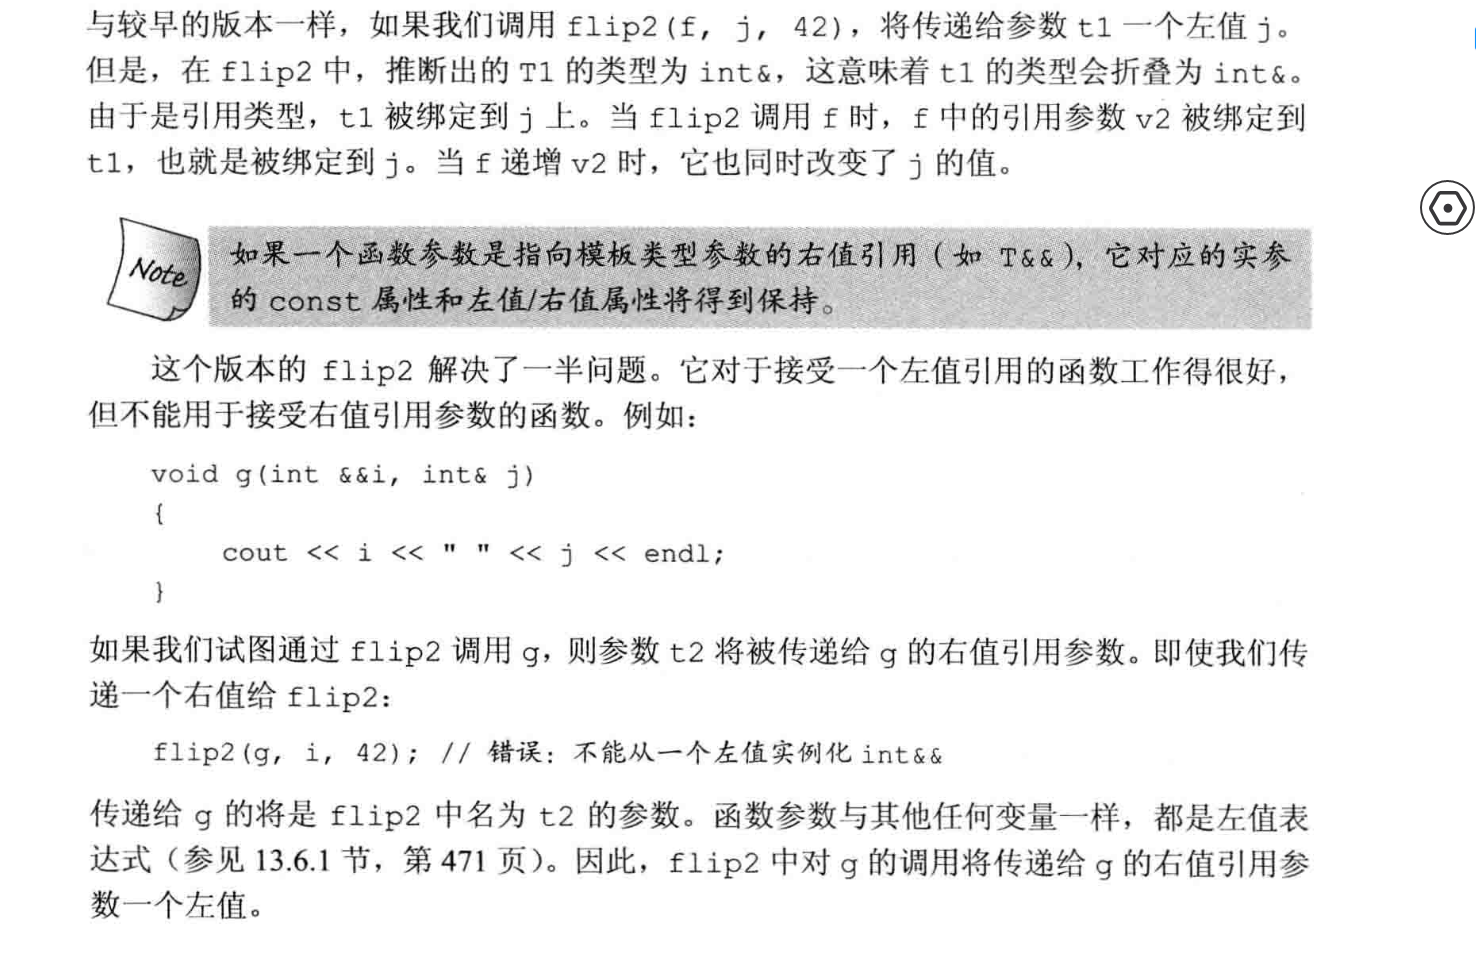 与较早的版本一样，如果我们调用 flip2(f, j, 42)，将传递给参数 t1 一个左值 j。
但是，在 flip2 中，推断出的 T1 的类型为 int&，这意味着 t1 的类型会折叠为 int&。
由于是引用类型，t1 被绑定到 j 上。当 flip2 调用 f 时，f 中的引用参数 v2 被绑定到
t1，也就是被绑定到 j。当 f 递增 v2 时，它也同时改变了 j 的值。
Note
如果一个函数参数是指向模板类型参数的右值引用（如 T&&），它对应的实参
的 const 属性和左值/右值属性将得到保持。
这个版本的 flip2 解决了一半问题。它对于接受一个左值引用的函数工作得很好，
但不能用于接受右值引用参数的函数。例如：
void g(int &&i, int& j)
{
    cout << i << " " << j << endl;
}
如果我们试图通过 flip2 调用 g，则参数 t2 将被传递给 g 的右值引用参数。即使我们传
递一个右值给 flip2：
flip2(g, i, 42); // 错误：不能从一个左值实例化 int&&
传递给 g 的将是 flip2 中名为 t2 的参数。函数参数与其他任何变量一样，都是左值表
达式（参见 13.6.1 节，第 471 页）。因此，flip2 中对 g 的调用将传递给 g 的右值引用参
数一个左值。